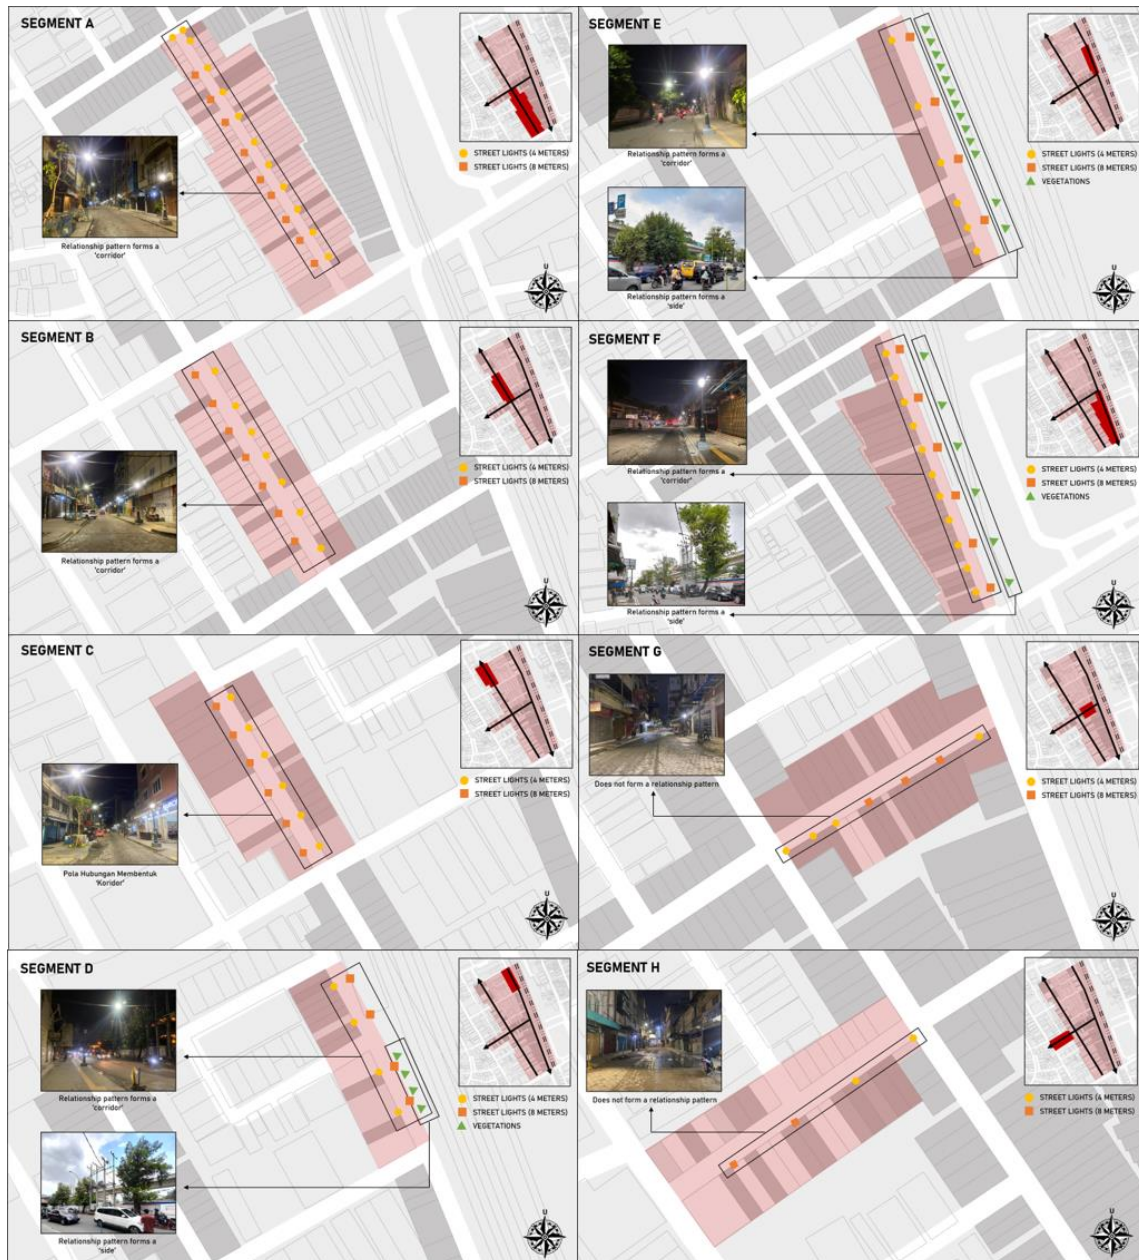 SEGMENT A
Relationship pattern forms a
'corridor'
STREET LIGHTS (4 METERS)
STREET LIGHTS (8 METERS)
U
SEGMENT B
Relationship pattern forms a
'corridor'
STREET LIGHTS (4 METERS)
STREET LIGHTS (8 METERS)
U
SEGMENT C
Pola Hubungan Membentuk
'Koridor'
STREET LIGHTS (4 METERS)
STREET LIGHTS (8 METERS)
U
SEGMENT D
Relationship pattern forms a
'corridor'
Relationship pattern forms a
'side'
STREET LIGHTS (4 METERS)
STREET LIGHTS (8 METERS)
VEGETATIONS
U
SEGMENT E
Relationship pattern forms a
'corridor'
Relationship pattern forms a
'side'
STREET LIGHTS (4 METERS)
STREET LIGHTS (8 METERS)
VEGETATIONS
U
SEGMENT F
Relationship pattern forms a
'corridor'
Relationship pattern forms a
'side'
STREET LIGHTS (4 METERS)
STREET LIGHTS (8 METERS)
VEGETATIONS
U
SEGMENT G
Does not form a relationship pattern
STREET LIGHTS (4 METERS)
STREET LIGHTS (8 METERS)
U
SEGMENT H
Does not form a relationship pattern
STREET LIGHTS (4 METERS)
STREET LIGHTS (8 METERS)
U